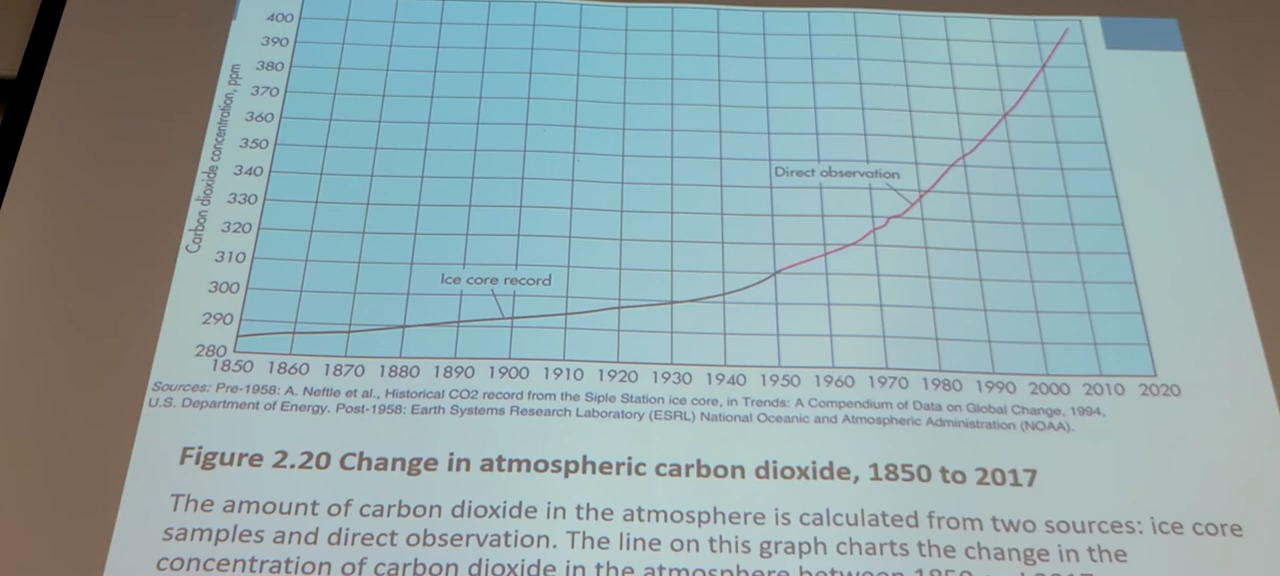 400
390
380
370
360
350
340
330
320
310
300
290
280
Carbon dioxide concentration, ppm
Direct observation
Ice core record
1850 1860 1870 1880 1890 1900 1910 1920 1930 1940 1950 1960 1970 1980 1990 2000 2010 2020
Sources: Pre-1958: A. Neftle et al., Historical CO2 record from the Siple Station ice core, in Trends: A Compendium of Data on Global Change, 1994,
U.S. Department of Energy. Post-1958: Earth Systems Research Laboratory (ESRL) National Oceanic and Atmospheric Administration (NOAA).
Figure 2.20 Change in atmospheric carbon dioxide, 1850 to 2017
The amount of carbon dioxide in the atmosphere is calculated from two sources: ice core
samples and direct observation. The line on this graph charts the change in the
concentration of carbon dioxide in the atmosphere between 1850 and 2017